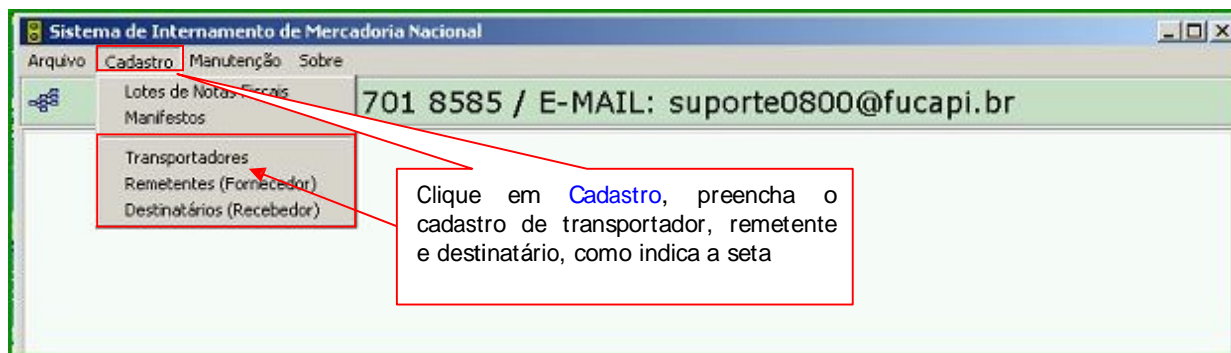 Sistema de Internamento de Mercadoria Nacional
Arquivo Cadastro Manutenção Sobre
Lotes de Notas Fiscais
Manifestos
701 8585 / E-MAIL: suporte0800@fucapi.br
Transportadores
Remetentes (Fornecedor)
Destinatários (Recebedor)
Clique em Cadastro, preencha o
cadastro de transportador, remetente
e destinatário, como indica a seta